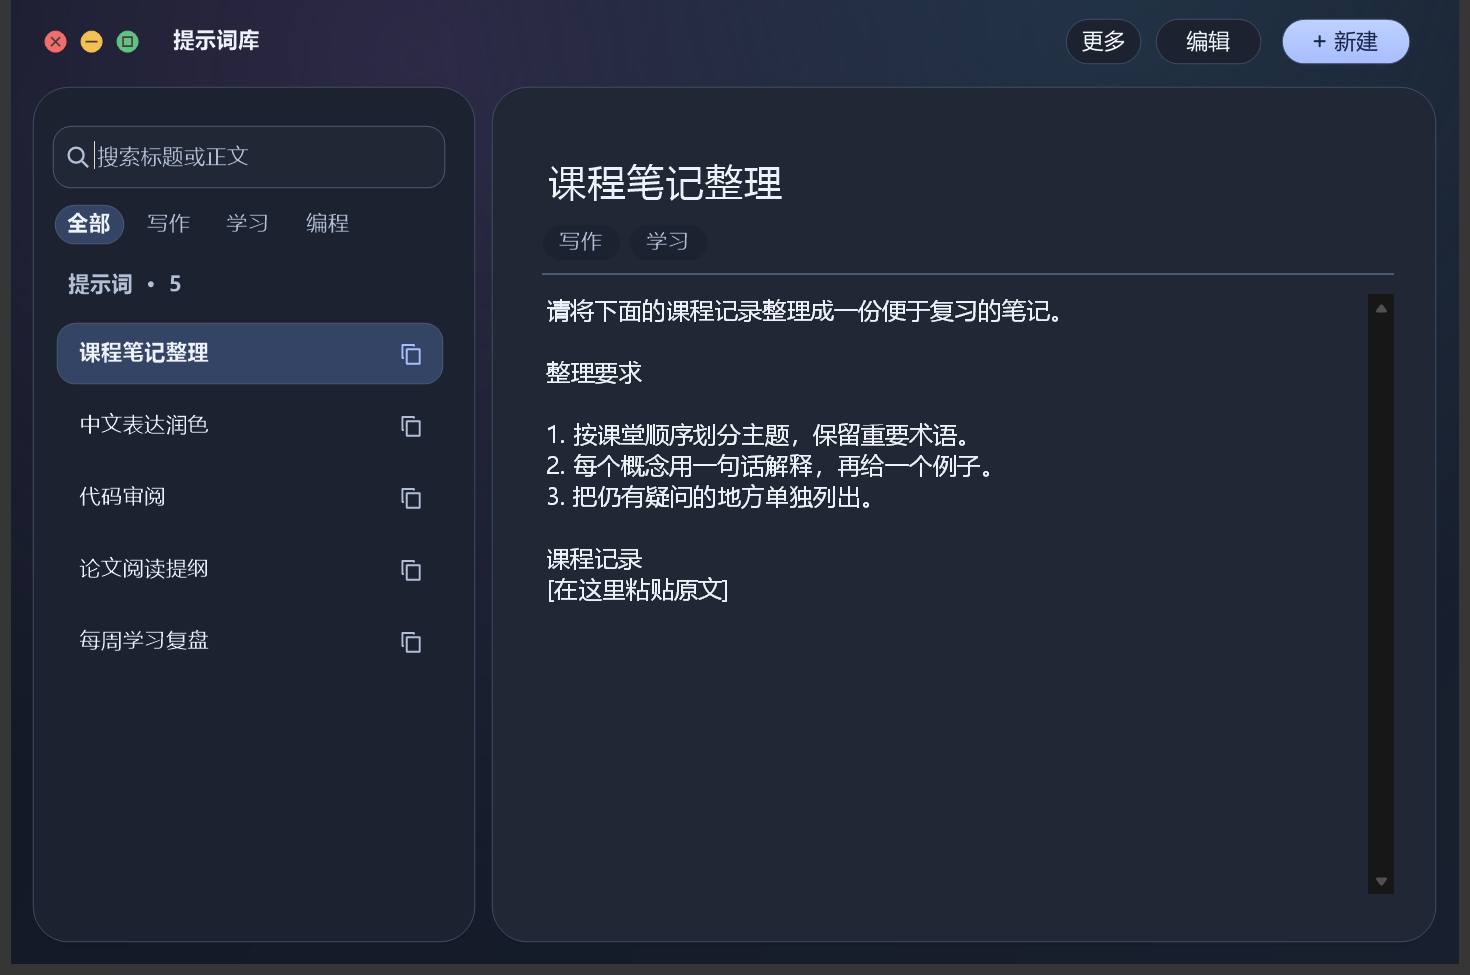 提示词库
更多 编辑 + 新建
搜索标题或正文
全部 写作 学习 编程
提示词 • 5
课程笔记整理
中文表达润色
代码审阅
论文阅读提纲
每周学习复盘
课程笔记整理
写作 学习
请将下面的课程记录整理成一份便于复习的笔记。
整理要求
1. 按课堂顺序划分主题，保留重要术语。
2. 每个概念用一句话解释，再给一个例子。
3. 把仍有疑问的地方单独列出。
课程记录
[在这里粘贴原文]